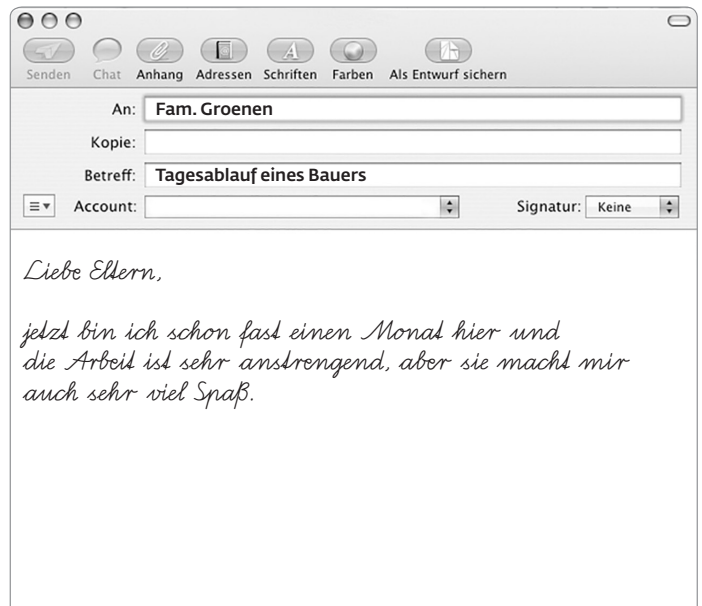 Senden Chat Anhang Adressen Schriften Farben Als Entwurf sichern
An: Fam. Groenen
Kopie:
Betreff: Tagesablauf eines Bauers
Account: Signatur: Keine
Liebe Eltern,
jetzt bin ich schon fast einen Monat hier und
die Arbeit ist sehr anstrengend, aber sie macht mir
auch sehr viel Spaß.